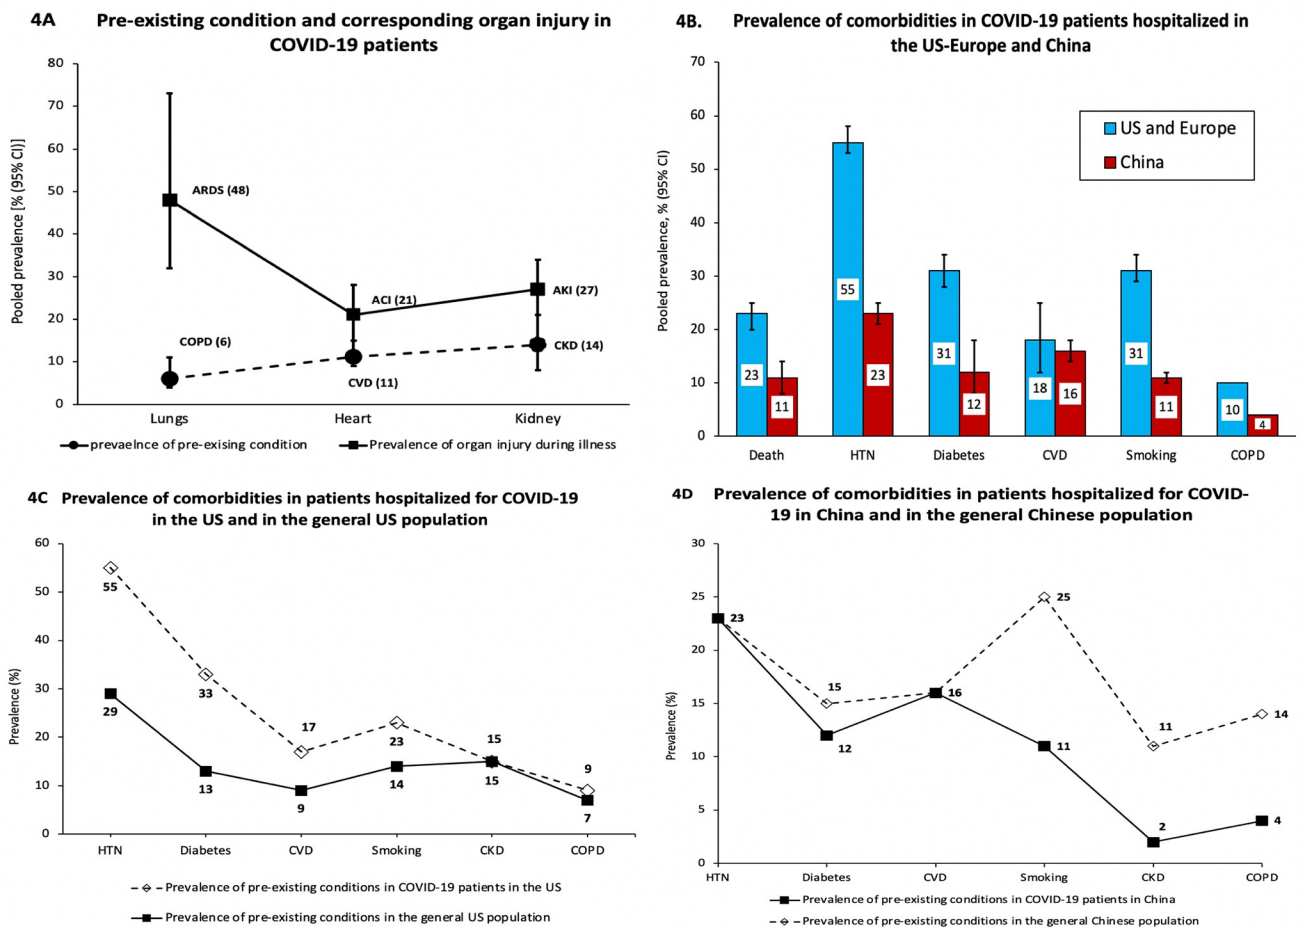 4A Pre-existing condition and corresponding organ injury in
COVID-19 patients
Pooled prevalence [% (95% CI]
80
70
60
50
40
30
20
10
0
ARDS (48)
COPD (6)
ACI (21)
CVD (11)
AKI (27)
CKD (14)
Lungs Heart Kidney
prevaelnce of pre-exising condition Prevalence of organ injury during illness
4B. Prevalence of comorbidities in COVID-19 patients hospitalized in
the US-Europe and China
Pooled prevalence, % (95% CI)
70
60
50
40
30
20
10
0
US and Europe
China
23 11 55 23 31 12 18 16 31 11 10 4
Death HTN Diabetes CVD Smoking COPD
4C Prevalence of comorbidities in patients hospitalized for COVID-19
in the US and in the general US population
Prevalence (%)
60
50
40
30
20
10
0
55 33 17 23 15 9
29 13 9 14 15 7
HTN Diabetes CVD Smoking CKD COPD
Prevalence of pre-existing conditions in COVID-19 patients in the US
Prevalence of pre-existing conditions in the general US population
4D Prevalence of comorbidities in patients hospitalized for COVID-
19 in China and in the general Chinese population
Prevalence (%)
30
25
20
15
10
5
0
23 15 16 25 11 14
12 11 2 4
HTN Diabetes CVD Smoking CKD COPD
Prevalence of pre-existing conditions in COVID-19 patients in China
Prevalence of pre-existing conditions in the general Chinese population